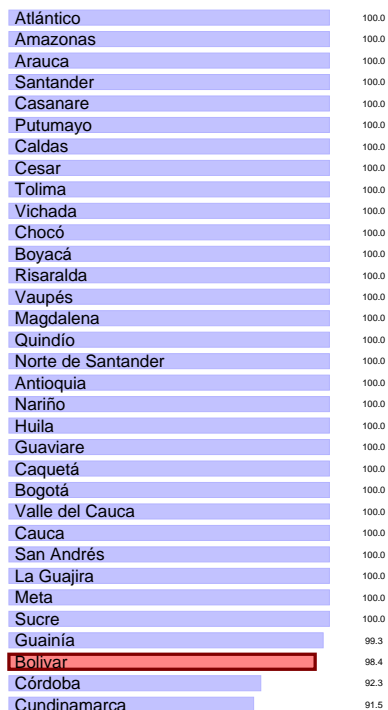 Atlántico 100.0
Amazonas 100.0
Arauca 100.0
Santander 100.0
Casanare 100.0
Putumayo 100.0
Caldas 100.0
Cesar 100.0
Tolima 100.0
Vichada 100.0
Chocó 100.0
Boyacá 100.0
Risaralda 100.0
Vaupés 100.0
Magdalena 100.0
Quindío 100.0
Norte de Santander 100.0
Antioquia 100.0
Nariño 100.0
Huila 100.0
Guaviare 100.0
Caquetá 100.0
Bogotá 100.0
Valle del Cauca 100.0
Cauca 100.0
San Andrés 100.0
La Guajira 100.0
Meta 100.0
Sucre 100.0
Guainía 99.3
Bolivar 98.4
Córdoba 92.3
Cundinamarca 91.5